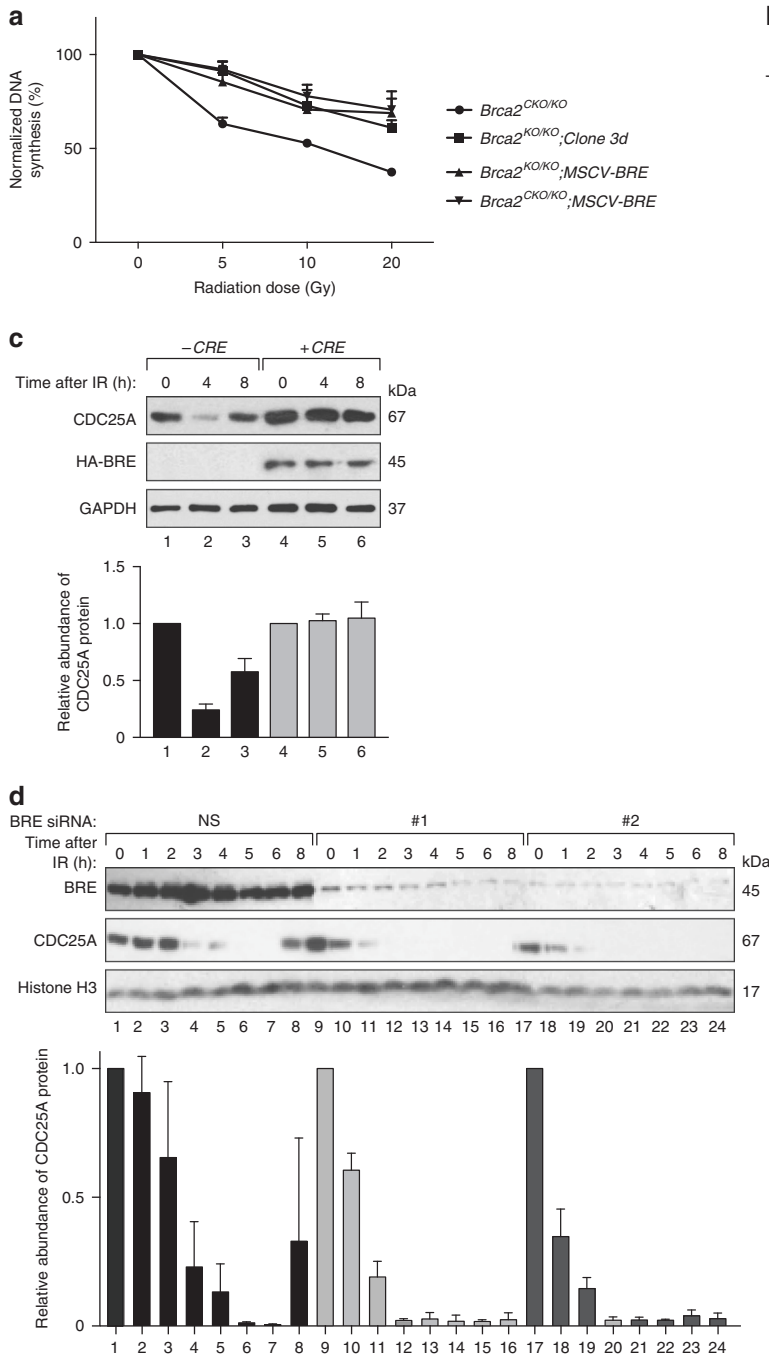 a
Normalized DNA
synthesis (%)
100
50
0
0 5 10 20
Radiation dose (Gy)
Brca2CKO/KO
Brca2KO/KO;Clone 3d
Brca2KO/KO;MSCV-BRE
Brca2CKO/KO;MSCV-BRE
c
–CRE +CRE
Time after IR (h): 0 4 8 0 4 8 kDa
CDC25A 67
HA-BRE 45
GAPDH 37
1 2 3 4 5 6
Relative abundance of
CDC25A protein
1.5
1.0
0.5
0
1 2 3 4 5 6
d
BRE siRNA: NS #1 #2
Time after
IR (h): 0 1 2 3 4 5 6 8 0 1 2 3 4 5 6 8 0 1 2 3 4 5 6 8 kDa
BRE 45
CDC25A 67
Histone H3 17
1 2 3 4 5 6 7 8 9 10 11 12 13 14 15 16 17 18 19 20 21 22 23 24
Relative abundance of CDC25A protein
1.0
0.5
0
1 2 3 4 5 6 7 8 9 10 11 12 13 14 15 16 17 18 19 20 21 22 23 24